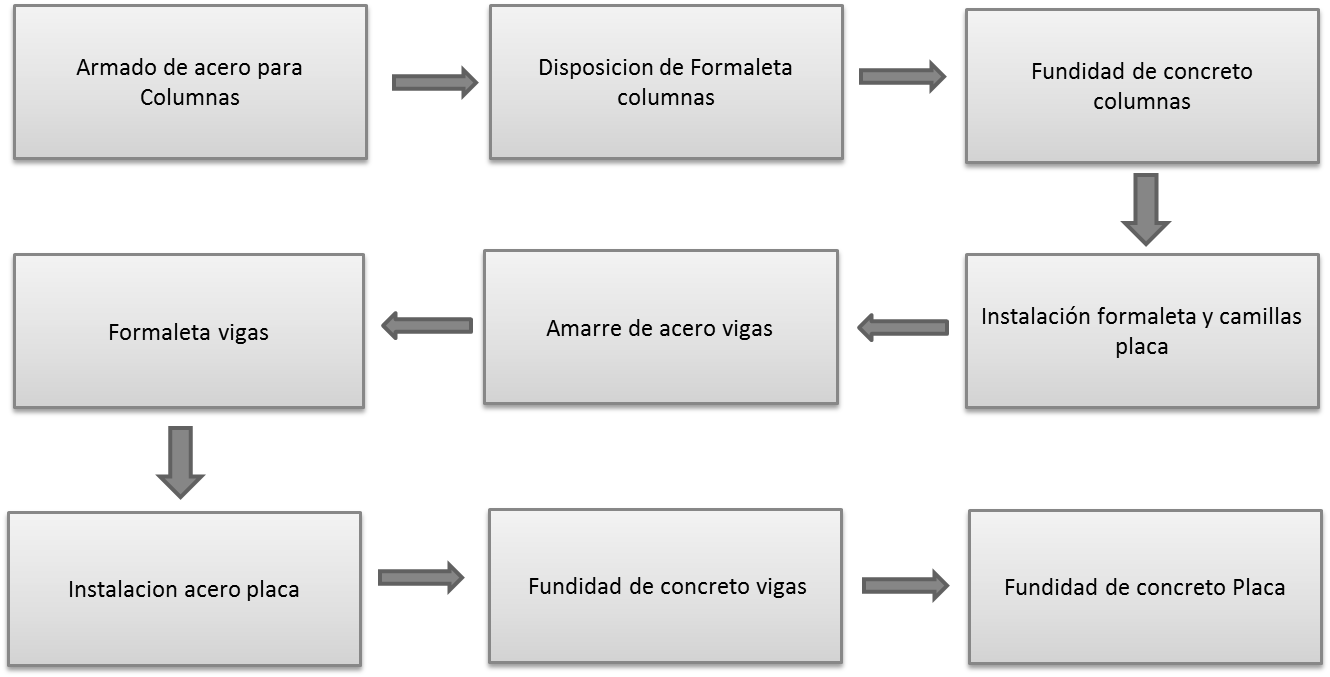 Armado de acero para
Columnas
Disposicion de Formaleta
columnas
Fundidad de concreto
columnas
Instalación formaleta y camillas
placa
Amarre de acero vigas
Formaleta vigas
Instalacion acero placa
Fundidad de concreto vigas
Fundidad de concreto Placa